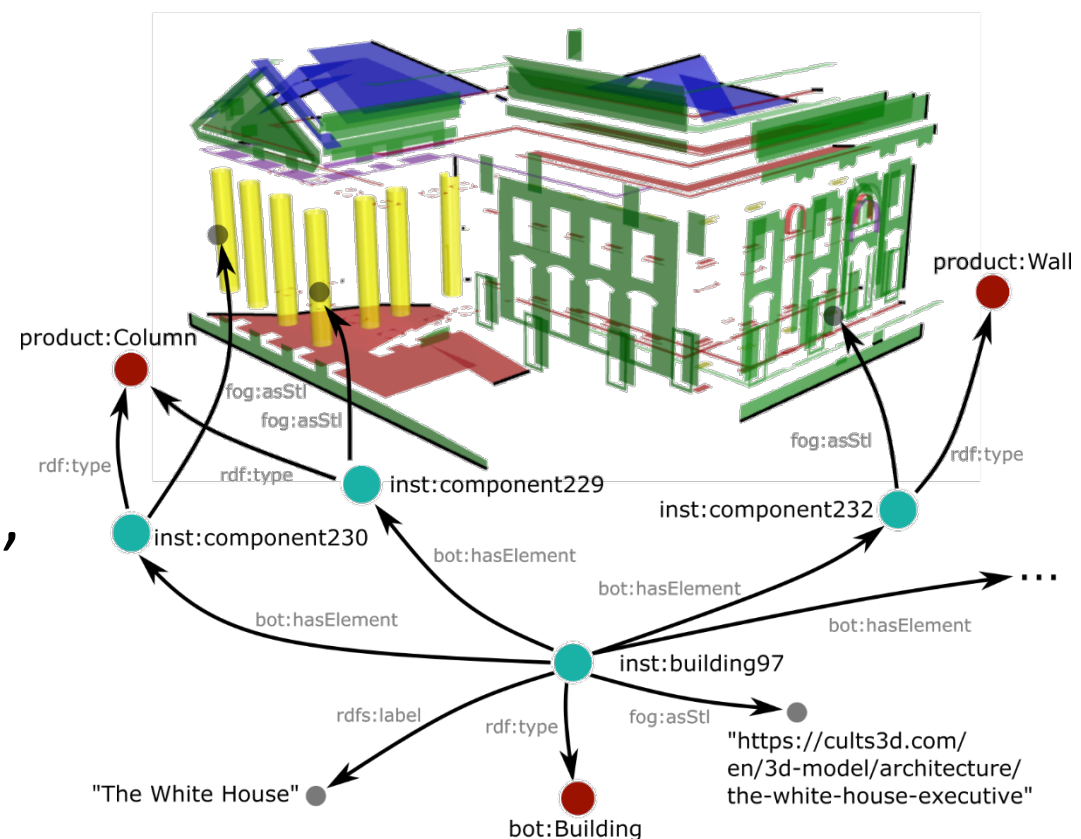 product:Wall
product:Column
fog:asStl
fog:asStl
fog:asStl
rdf:type
rdf:type
rdf:type
inst:component229
inst:component232
,
inst:component230
bot:hasElement
bot:hasElement
...
bot:hasElement
bot:hasElement
inst:building97
rdfs:label
rdf:type
fog:asStl
"https://cults3d.com/
en/3d-model/architecture/
the-white-house-executive"
"The White House"
bot:Building